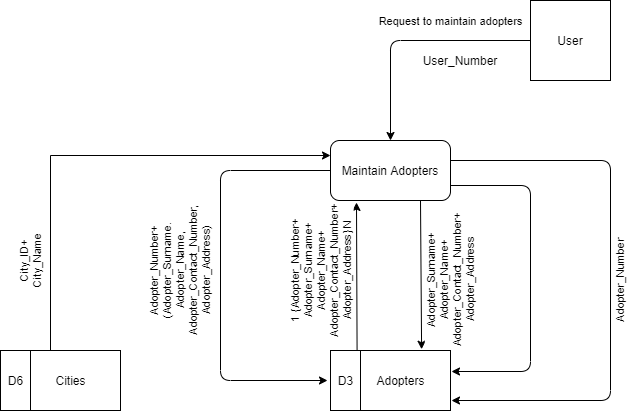 Request to maintain adopters
User
User_Number
Maintain Adopters
City_ID+
City_Name
Adopter_Number+
(Adopter_Surname.
Adopter_Name,
Adopter_Contact_Number,
Adopter_Address)
1 {Adopter_Number+
Adopter_Surname+
Adopter_Name+
Adopter_Contact_Number+
Adopter_Address}N
Adopter_Surname+
Adopter_Name+
Adopter_Contact_Number+
Adopter_Address
Adopter_Number
D6
Cities
D3
Adopters